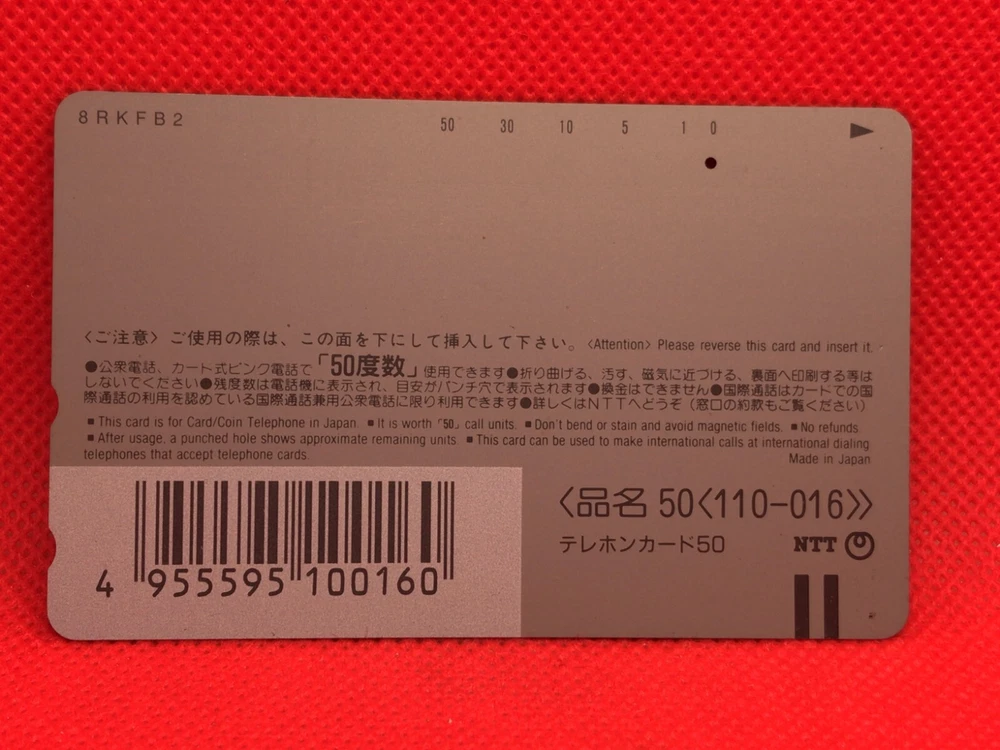 8RKFB2
50 30 10 5 1 0
〈ご注意〉ご使用の際は、この面を下にして挿入して下さい。〈Attention〉Please reverse this card and insert it.
●公衆電話、カード式ピンク電話で「50度数」使用できます●折り曲げる、汚す、磁気に近づける、裏面へ印刷する等は
しないでください●残度数は電話機に表示され、目安がパンチ穴で表示されます●換金はできません●国際通話はカードでの国
際通話の利用を認めている国際通話兼用公衆電話に限り利用できます●詳しくはNTTへどうぞ(窓口の約款もご覧ください)
■This card is for Card/Coin Telephone in Japan. ■It is worth「50」call units. ■Don't bend or stain and avoid magnetic fields. ■No refunds.
■After usage, a punched hole shows approximate remaining units ■This card can be used to make international calls at international dialing
telephones that accept telephone cards.
Made in Japan
〈品名 50〈110-016〉〉
テレホンカード50 NTT
4 955595 100160